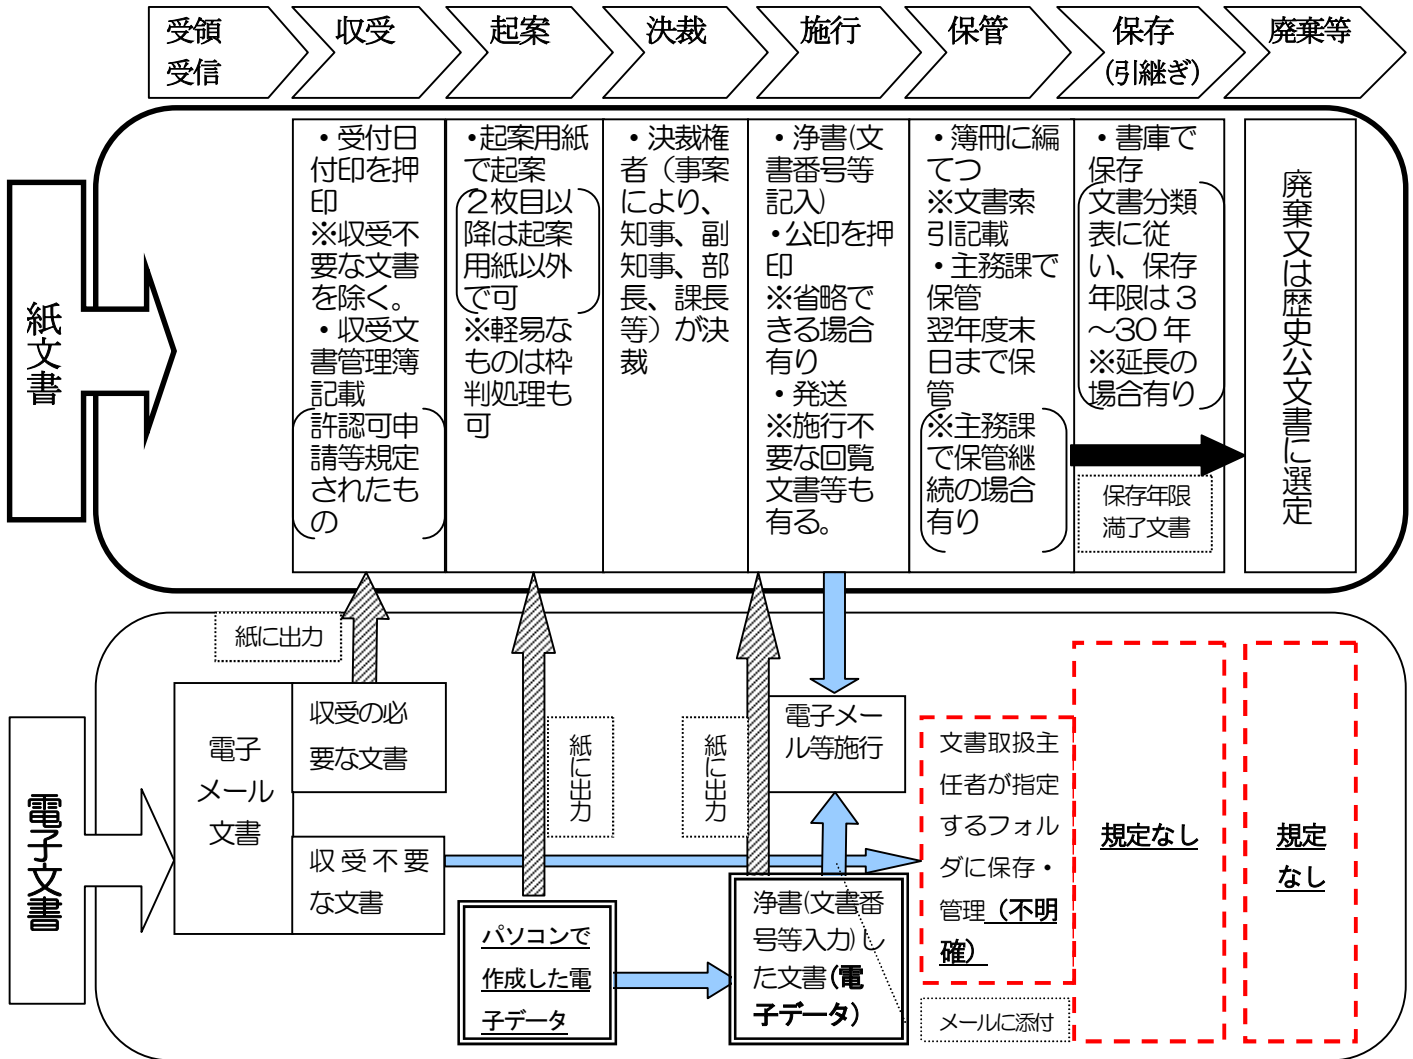 受領
受信
収受
起案
決裁
施行
保管
保存
(引継ぎ)
廃棄等
紙文書
・受付日
付印を押
印
※収受不
要な文書
を除く。
・収受文
書管理簿
記載
許認可申
請等規定
されたも
の
・起案用紙
で起案
2枚目以
降は起案
用紙以外
で可
※軽易な
ものは枠
判処理も
可
・決裁権
者（事案
により、
知事、副
知事、部
長、課長
等）が決
裁
・浄書(文
書番号等
記入)
・公印を押
印
※省略で
きる場合
有り
・発送
※施行不
要な回覧
文書等も
有る。
・簿冊に編
てつ
※文書索
引記載
・主務課で
保管
翌年度末
日まで保
管
※主務課
で保管継
続の場合
有り
・書庫で
保存
文書分類
表に従
い、保存
年限は3
～30年
※延長の
場合有り
保存年限
満了文書
廃棄又は歴史公文書に選定
電子文書
紙に出力
電子
メール
文書
収受の必
要な文書
収受不要
な文書
紙に出力
パソコンで
作成した電
子データ
紙に出力
電子メー
ル等施行
浄書(文書番
号等入力)し
た文書(電
子データ)
文書取扱主
任者が指定
するフォル
ダに保存・
管理（不明
確）
メールに添付
規定なし
規定
なし